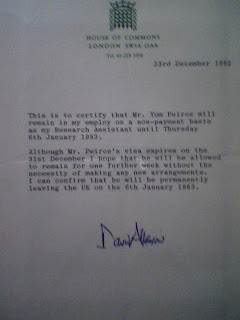 HOUSE OF COMMONS
LONDON SW1A 0AA
23rd December 1982
This is to certify that Mr. Tom Peirce will
remain in my employ on a non-payment basis
as my Research Assistant until Thursday
6th January 1983.
Although Mr. Peirce's visa expires on the
31st December I hope that he will be allowed
to remain for one further week without the
necessity of making any new arrangements.
I can confirm that he will be permanently
leaving the UK on the 6th January 1983.